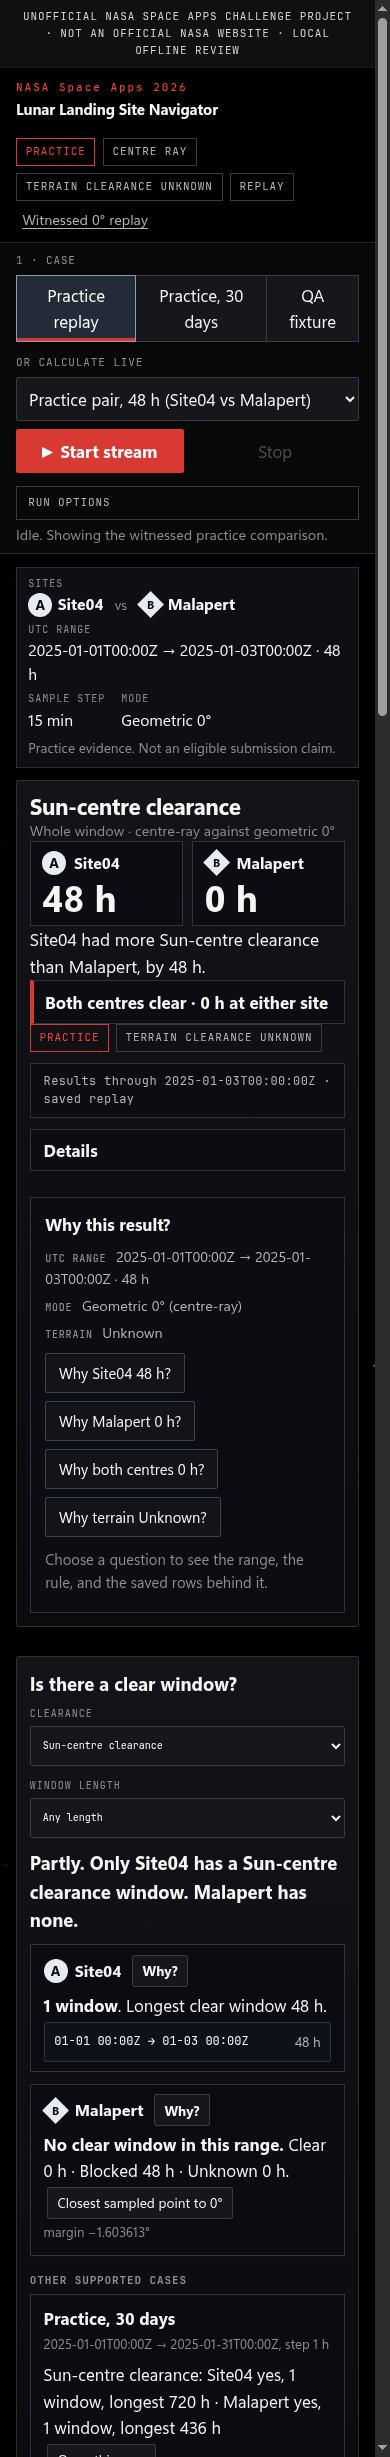 UNOFFICIAL NASA SPACE APPS CHALLENGE PROJECT
· NOT AN OFFICIAL NASA WEBSITE · LOCAL
OFFLINE REVIEW
NASA Space Apps 2026
Lunar Landing Site Navigator
PRACTICE
CENTRE RAY
TERRAIN CLEARANCE UNKNOWN
REPLAY
Witnessed 0° replay
1 · CASE
Practice
replay
Practice, 30
days
QA
fixture
OR CALCULATE LIVE
Practice pair, 48 h (Site04 vs Malapert)
▶ Start stream
Stop
RUN OPTIONS
Idle. Showing the witnessed practice comparison.
SITES
A Site04 vs B Malapert
UTC RANGE
2025-01-01T00:00Z → 2025-01-03T00:00Z · 48
h
SAMPLE STEP MODE
15 min Geometric 0°
Practice evidence. Not an eligible submission claim.
Sun-centre clearance
Whole window · centre-ray against geometric 0°
A Site04
48 h
B Malapert
0 h
Site04 had more Sun-centre clearance
than Malapert, by 48 h.
Both centres clear · 0 h at either site
PRACTICE
TERRAIN CLEARANCE UNKNOWN
Results through 2025-01-03T00:00:00Z ·
saved replay
Details
Why this result?
UTC RANGE 2025-01-01T00:00Z → 2025-01-
03T00:00Z · 48 h
MODE Geometric 0° (centre-ray)
TERRAIN Unknown
Why Site04 48 h?
Why Malapert 0 h?
Why both centres 0 h?
Why terrain Unknown?
Choose a question to see the range, the
rule, and the saved rows behind it.
Is there a clear window?
CLEARANCE
Sun-centre clearance
WINDOW LENGTH
Any length
Partly. Only Site04 has a Sun-centre
clearance window. Malapert has
none.
A Site04 Why?
1 window. Longest clear window 48 h.
01-01 00:00Z → 01-03 00:00Z 48 h
B Malapert Why?
No clear window in this range. Clear
0 h · Blocked 48 h · Unknown 0 h.
Closest sampled point to 0°
margin −1.603613°
OTHER SUPPORTED CASES
Practice, 30 days
2025-01-01T00:00Z → 2025-01-31T00:00Z, step 1 h
Sun-centre clearance: Site04 yes, 1
window, longest 720 h · Malapert yes,
1 window, longest 436 h